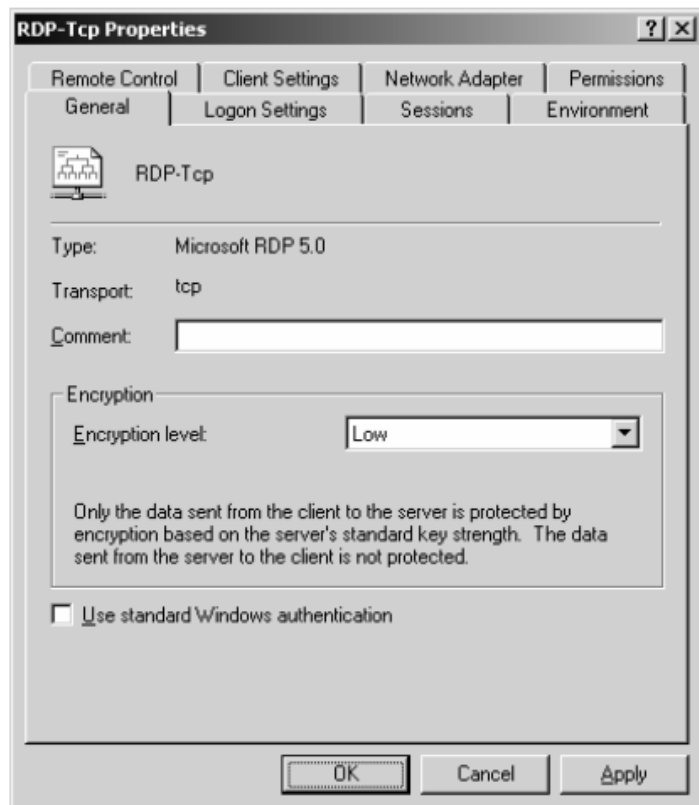 RDP-Tcp Properties
Remote Control
Client Settings
Network Adapter
Permissions
General
Logon Settings
Sessions
Environment
RDP-Tcp
Type: Microsoft RDP 5.0
Transport: tcp
Comment:
Encryption
Encryption level: Low
Only the data sent from the client to the server is protected by
encryption based on the server's standard key strength. The data
sent from the server to the client is not protected.
Use standard Windows authentication
OK
Cancel
Apply